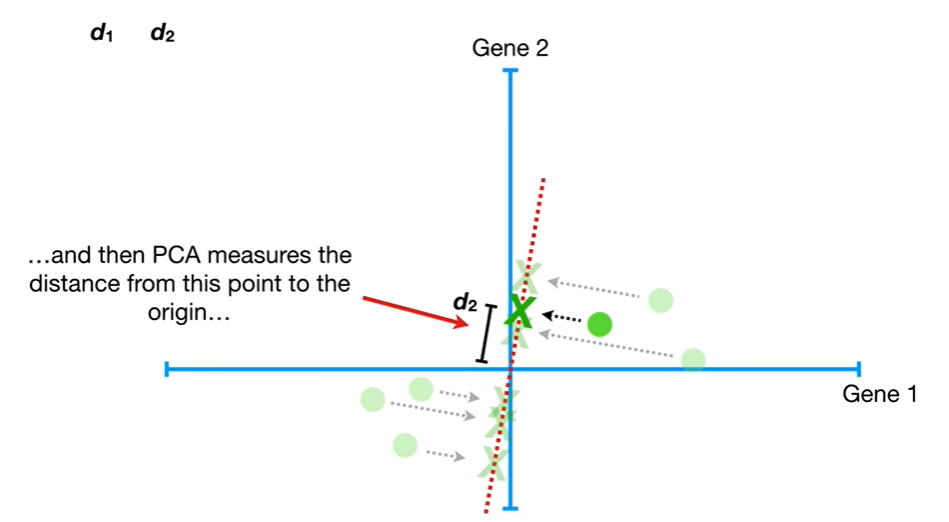 d1 d2
Gene 2
…and then PCA measures the
distance from this point to the
origin…
d2
X
X
X
Gene 1
X
X
X